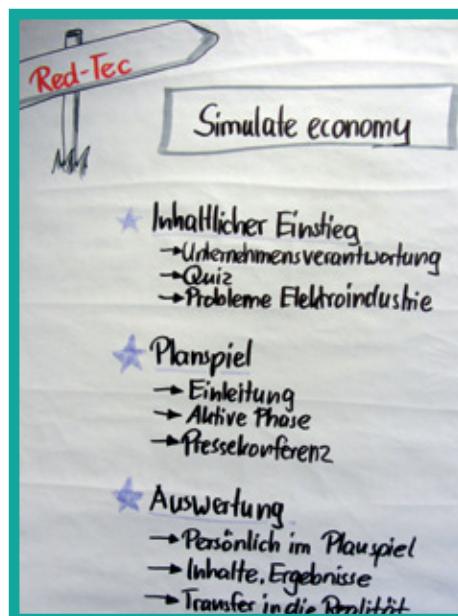 Red-Tec
Simulate economy
Inhaltlicher Einstieg
→Unternehmensverantwortung
→Quiz
→Probleme Elektroindustrie
Planspiel
→Einleitung
→Aktive Phase
→Pressekonferenz
Auswertung
→Persönlich im Planspiel
→Inhalte, Ergebnisse
→Transfer in die Realität